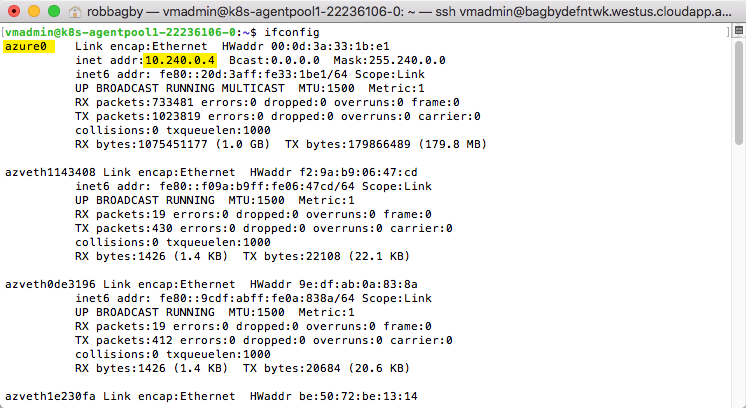 robbagby — vmadmin@k8s-agentpool1-22236106-0: ~ — ssh vmadmin@bagbydefntwk.westus.cloudapp.a...
[vmadmin@k8s-agentpool1-22236106-0:~$ ifconfig ]
azure0 Link encap:Ethernet HWaddr 00:0d:3a:33:1b:e1
inet addr:10.240.0.4 Bcast:0.0.0.0 Mask:255.240.0.0
inet6 addr: fe80::20d:3aff:fe33:1be1/64 Scope:Link
UP BROADCAST RUNNING MULTICAST MTU:1500 Metric:1
RX packets:733481 errors:0 dropped:0 overruns:0 frame:0
TX packets:1023819 errors:0 dropped:0 overruns:0 carrier:0
collisions:0 txqueuelen:1000
RX bytes:1075451177 (1.0 GB) TX bytes:179866489 (179.8 MB)
azveth1143408 Link encap:Ethernet HWaddr f2:9a:b9:06:47:cd
inet6 addr: fe80::f09a:b9ff:fe06:47cd/64 Scope:Link
UP BROADCAST RUNNING MTU:1500 Metric:1
RX packets:19 errors:0 dropped:0 overruns:0 frame:0
TX packets:430 errors:0 dropped:0 overruns:0 carrier:0
collisions:0 txqueuelen:1000
RX bytes:1426 (1.4 KB) TX bytes:22108 (22.1 KB)
azveth0de3196 Link encap:Ethernet HWaddr 9e:df:ab:0a:83:8a
inet6 addr: fe80::9cdf:abff:fe0a:838a/64 Scope:Link
UP BROADCAST RUNNING MTU:1500 Metric:1
RX packets:19 errors:0 dropped:0 overruns:0 frame:0
TX packets:412 errors:0 dropped:0 overruns:0 carrier:0
collisions:0 txqueuelen:1000
RX bytes:1426 (1.4 KB) TX bytes:20684 (20.6 KB)
azveth1e230fa Link encap:Ethernet HWaddr be:50:72:be:13:14